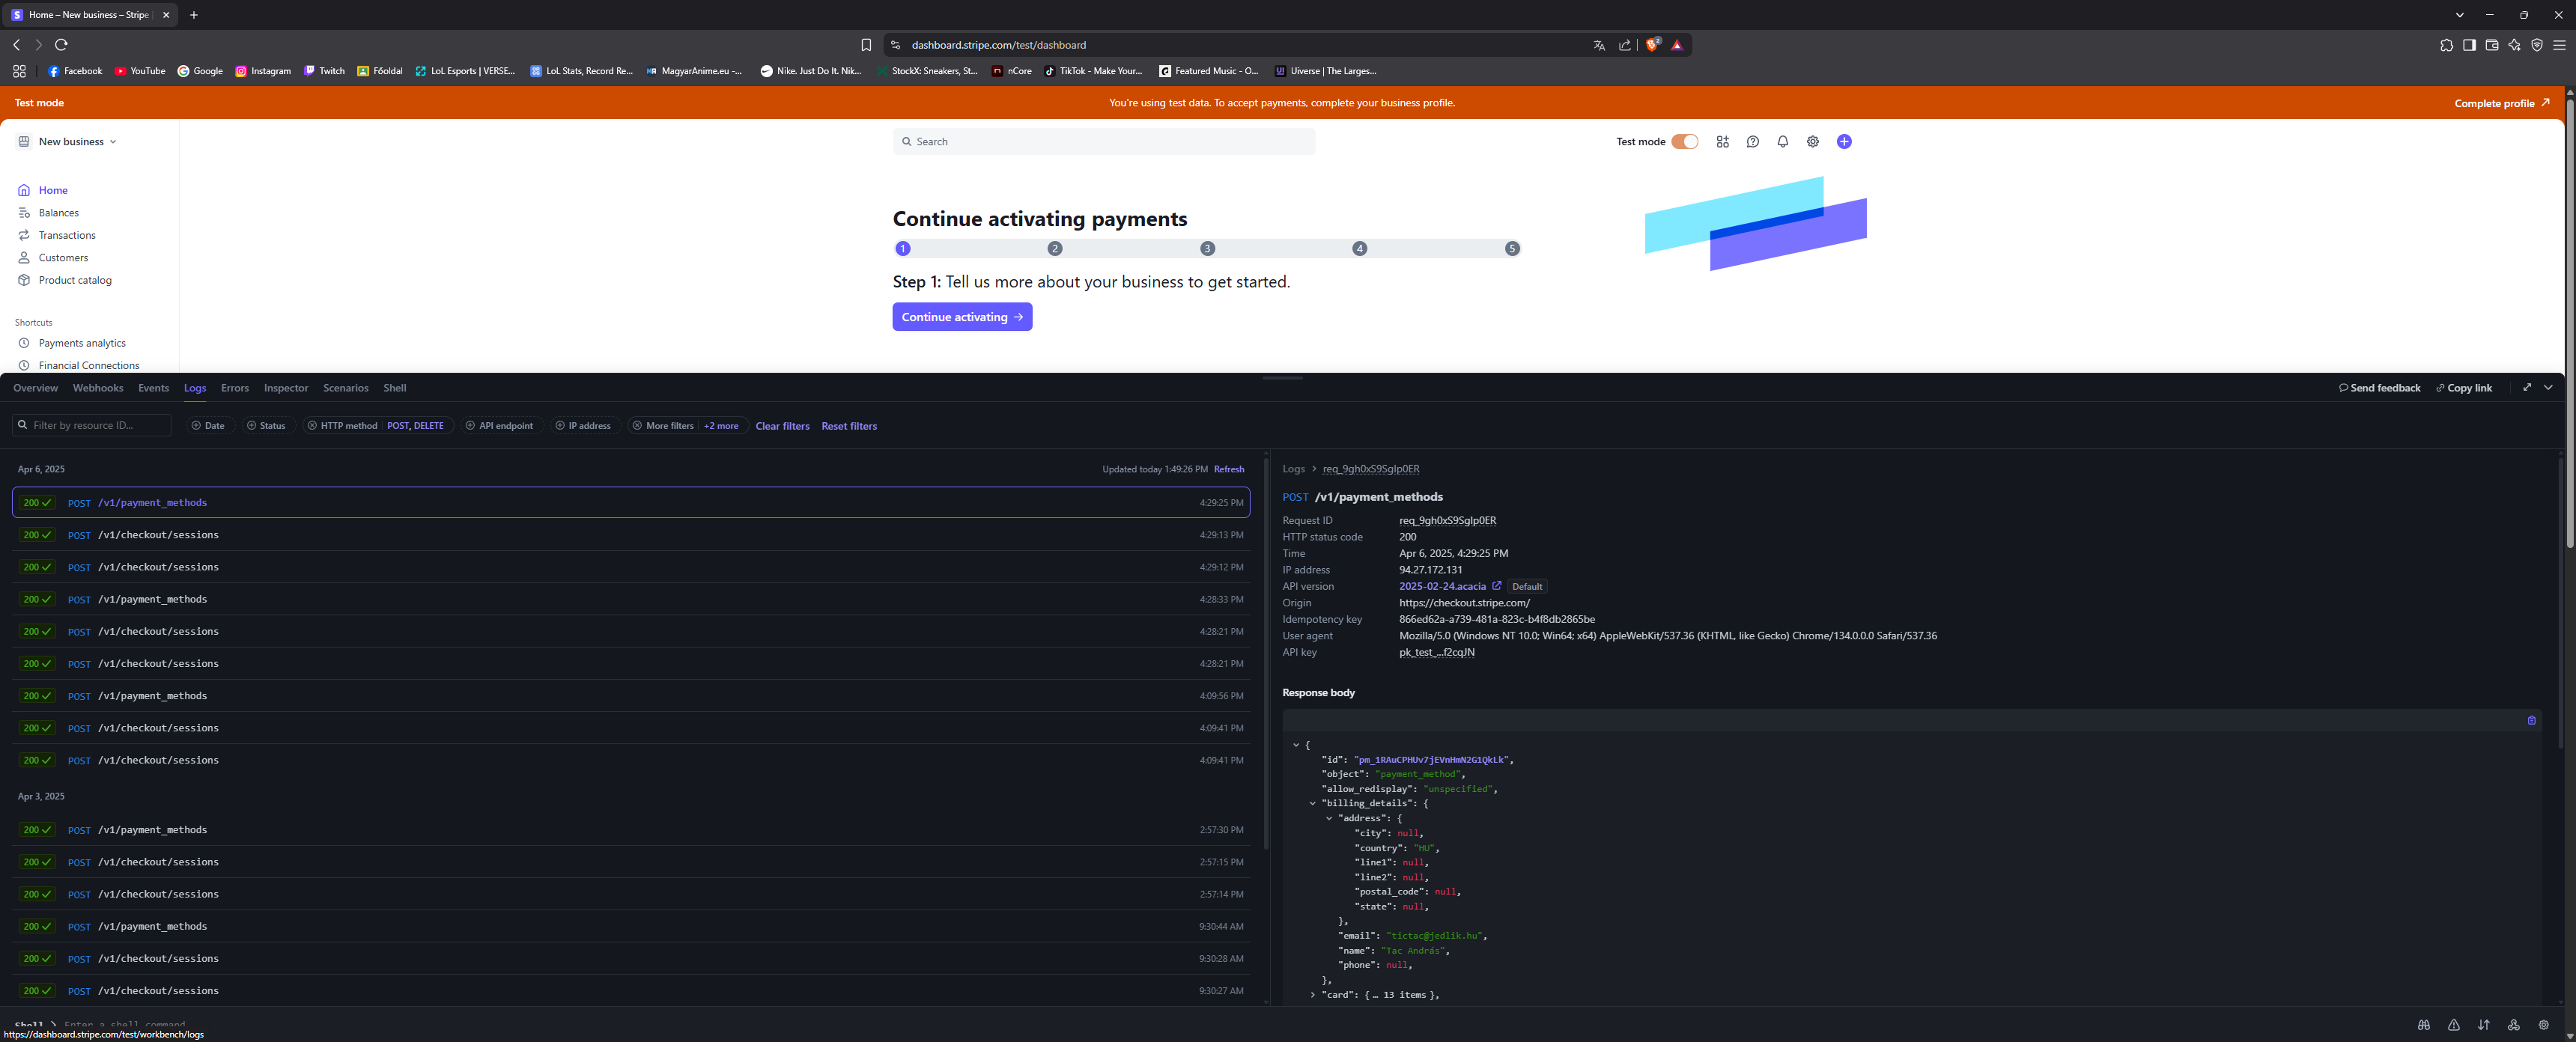 Home – New business – Stripe
dashboard.stripe.com/test/dashboard
2
Facebook YouTube Google Instagram Twitch Főoldal LoL Esports | VERSE... LoL Stats, Record Re... MagyarAnime.eu -... Nike. Just Do It. Nik... StockX: Sneakers, St... nCore TikTok - Make Your... Featured Music - O... Uiverse | The Larges...
Test mode You're using test data. To accept payments, complete your business profile. Complete profile
New business
Search
Test mode
Home
Balances
Transactions
Customers
Product catalog
Shortcuts
Payments analytics
Financial Connections
Continue activating payments
1 2 3 4 5
Step 1: Tell us more about your business to get started.
Continue activating →
Overview Webhooks Events Logs Errors Inspector Scenarios Shell Send feedback Copy link
Filter by resource ID... Date Status HTTP method POST, DELETE API endpoint IP address More filters +2 more Clear filters Reset filters
Apr 6, 2025 Updated today 1:49:26 PM Refresh
200 POST /v1/payment_methods 4:29:25 PM
200 POST /v1/checkout/sessions 4:29:13 PM
200 POST /v1/checkout/sessions 4:29:12 PM
200 POST /v1/payment_methods 4:28:33 PM
200 POST /v1/checkout/sessions 4:28:21 PM
200 POST /v1/checkout/sessions 4:28:21 PM
200 POST /v1/payment_methods 4:09:56 PM
200 POST /v1/checkout/sessions 4:09:41 PM
200 POST /v1/checkout/sessions 4:09:41 PM
Apr 3, 2025
200 POST /v1/payment_methods 2:57:30 PM
200 POST /v1/checkout/sessions 2:57:15 PM
200 POST /v1/checkout/sessions 2:57:14 PM
200 POST /v1/payment_methods 9:30:44 AM
200 POST /v1/checkout/sessions 9:30:28 AM
200 POST /v1/checkout/sessions 9:30:27 AM
Logs > req_9gh0xS9SgIp0ER
POST /v1/payment_methods
Request ID req_9gh0xS9SgIp0ER
HTTP status code 200
Time Apr 6, 2025, 4:29:25 PM
IP address 94.27.172.131
API version 2025-02-24.acacia Default
Origin https://checkout.stripe.com/
Idempotency key 866ed62a-a739-481a-823c-b4f8db2865be
User agent Mozilla/5.0 (Windows NT 10.0; Win64; x64) AppleWebKit/537.36 (KHTML, like Gecko) Chrome/134.0.0.0 Safari/537.36
API key pk_test_...f2cqJN
Response body
{
"id": "pm_1RAuCPHUv7jEVnHmN2G1QkLk",
"object": "payment_method",
"allow_redisplay": "unspecified",
"billing_details": {
"address": {
"city": null,
"country": "HU",
"line1": null,
"line2": null,
"postal_code": null,
"state": null,
},
"email": "tictac@jedlik.hu",
"name": "Tac András",
"phone": null,
},
"card": { … 13 items },
Shell > Enter a shell command
https://dashboard.stripe.com/test/workbench/logs